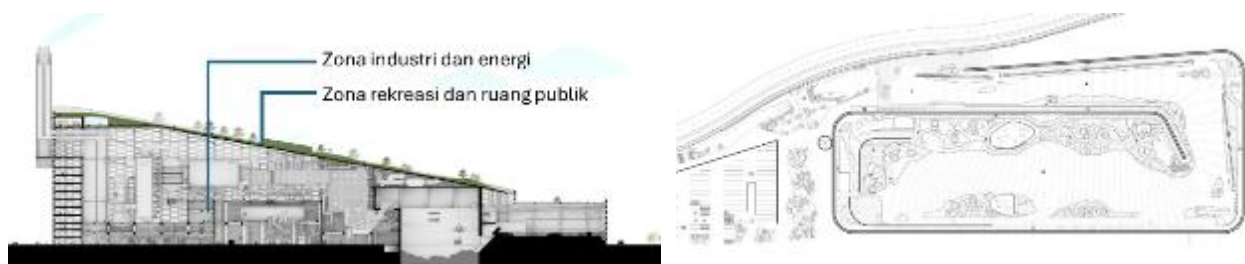 Zona industri dan energi
Zona rekreasi dan ruang publik